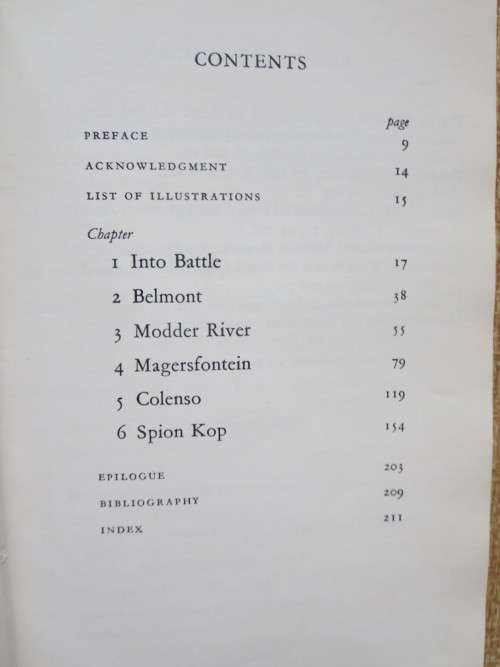 CONTENTS
page
PREFACE 9
ACKNOWLEDGMENT 14
LIST OF ILLUSTRATIONS 15
Chapter
1 Into Battle 17
2 Belmont 38
3 Modder River 55
4 Magersfontein 79
5 Colenso 119
6 Spion Kop 154
EPILOGUE 203
BIBLIOGRAPHY 209
INDEX 211